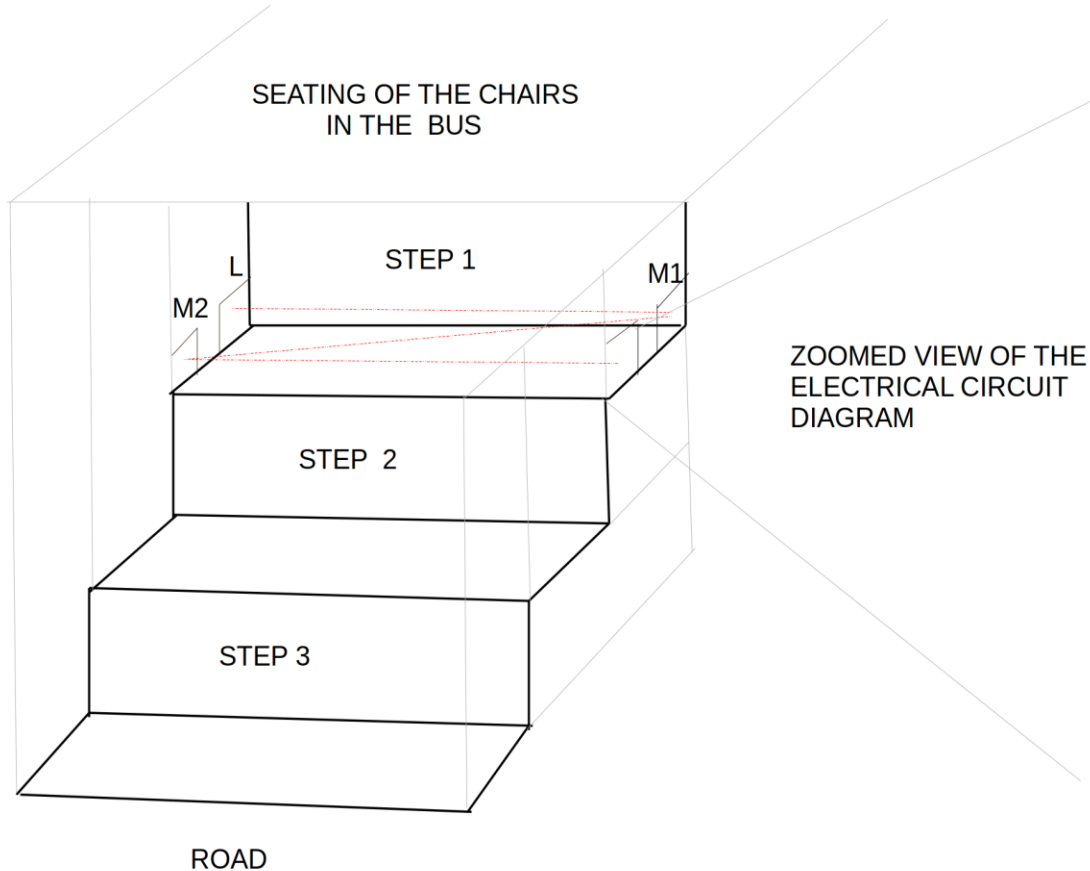 SEATING OF THE CHAIRS
IN THE BUS
STEP 1
L
M1
M2
ZOOMED VIEW OF THE
ELECTRICAL CIRCUIT
DIAGRAM
STEP 2
STEP 3
ROAD